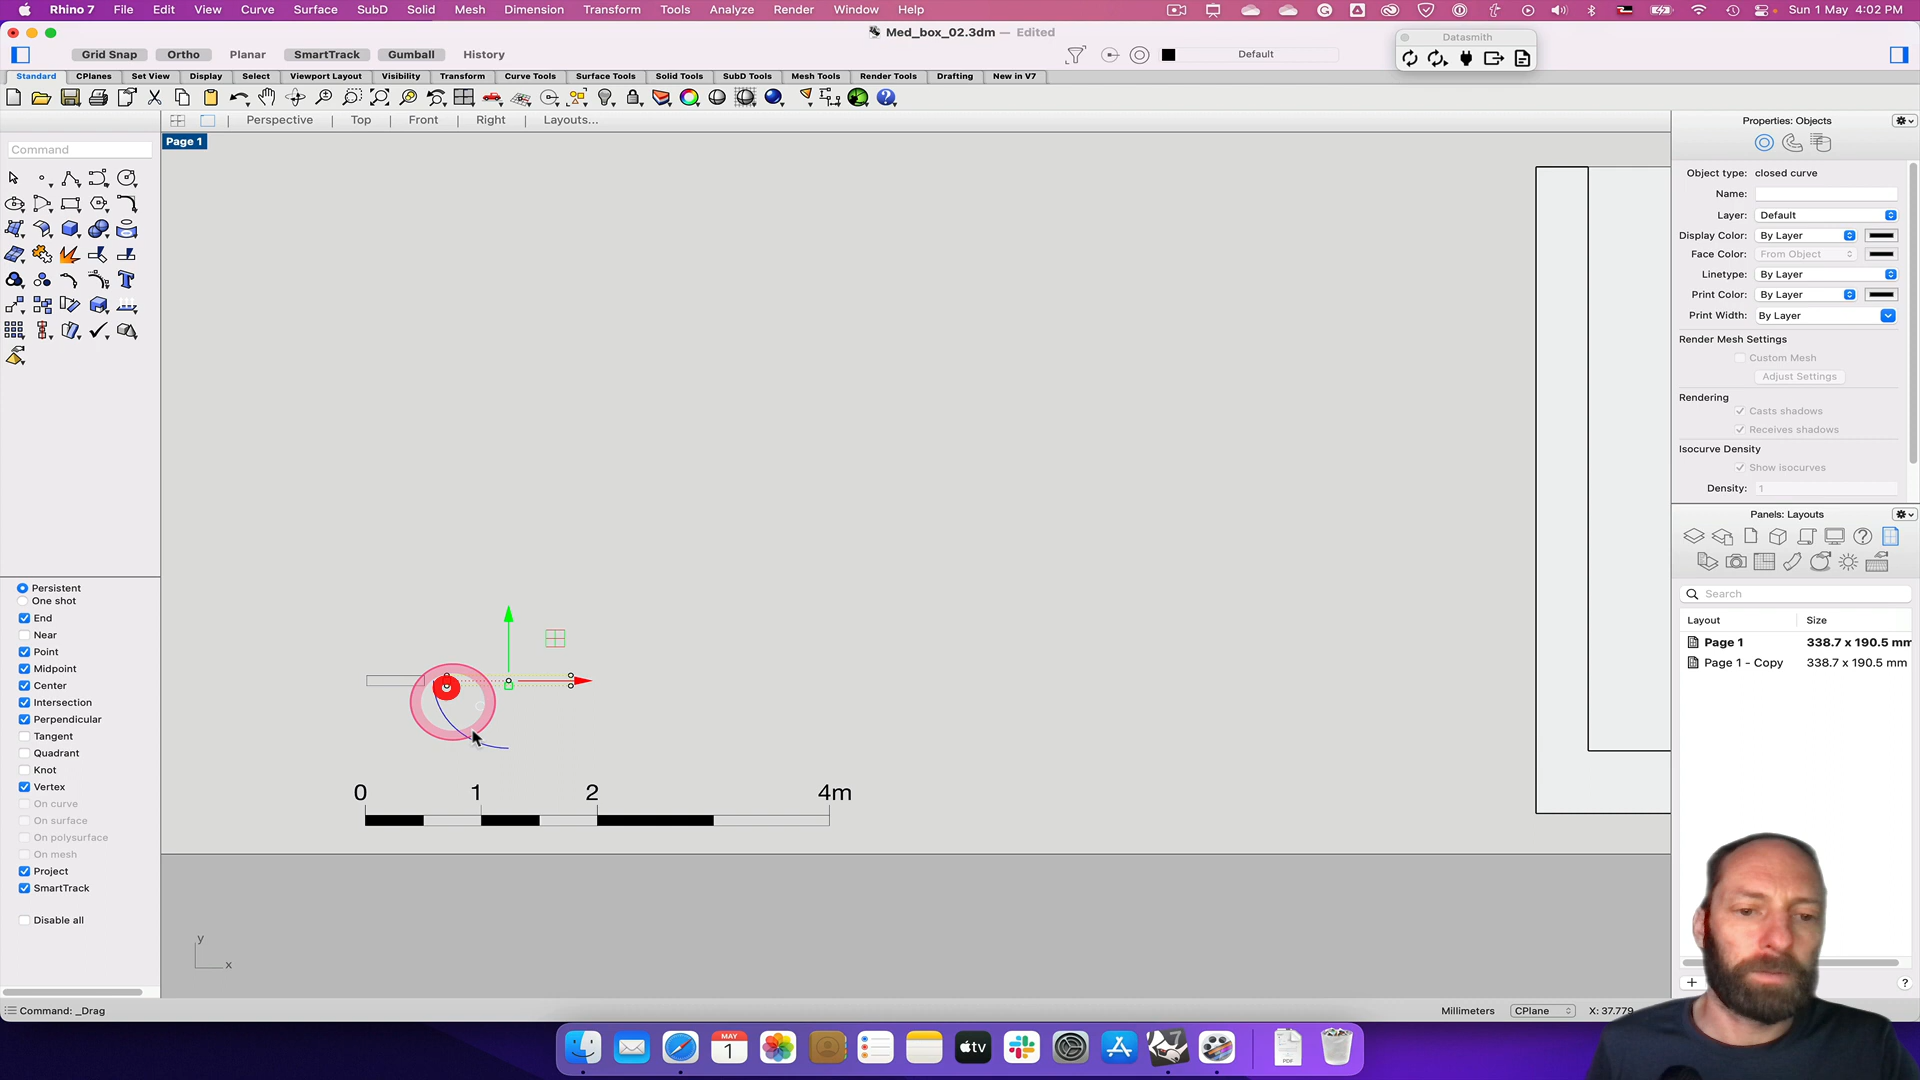 Rhino 7 File Edit View Curve Surface SubD Solid Mesh Dimension Transform Tools Analyze Render Window Help Sun 1 May 4:02 PM
Med_box_02.3dm — Edited
Datasmith
Grid Snap Ortho Planar SmartTrack Gumball History
Default
Standard CPlanes Set View Display Select Viewport Layout Visibility Transform Curve Tools Surface Tools Solid Tools SubD Tools Mesh Tools Render Tools Drafting New in V7
Perspective Top Front Right Layouts...
Page 1
Command
Properties: Objects
Object type: closed curve
Name:
Layer: Default
Display Color: By Layer
Face Color: From Object
Linetype: By Layer
Print Color: By Layer
Print Width: By Layer
Render Mesh Settings
Custom Mesh
Adjust Settings
Rendering
Casts shadows
Receives shadows
Isocurve Density
Show isocurves
Density: 1
Panels: Layouts
Search
Layout Size
Page 1 338.7 x 190.5 mm
Page 1 - Copy 338.7 x 190.5 mm
Persistent
One shot
End
Near
Point
Midpoint
Center
Intersection
Perpendicular
Tangent
Quadrant
Knot
Vertex
On curve
On surface
On polysurface
On mesh
Project
SmartTrack
Disable all
0 1 2 4m
y
x
Command: _Drag
Millimeters CPlane X: 37.779
MAY
1
tv
PDF